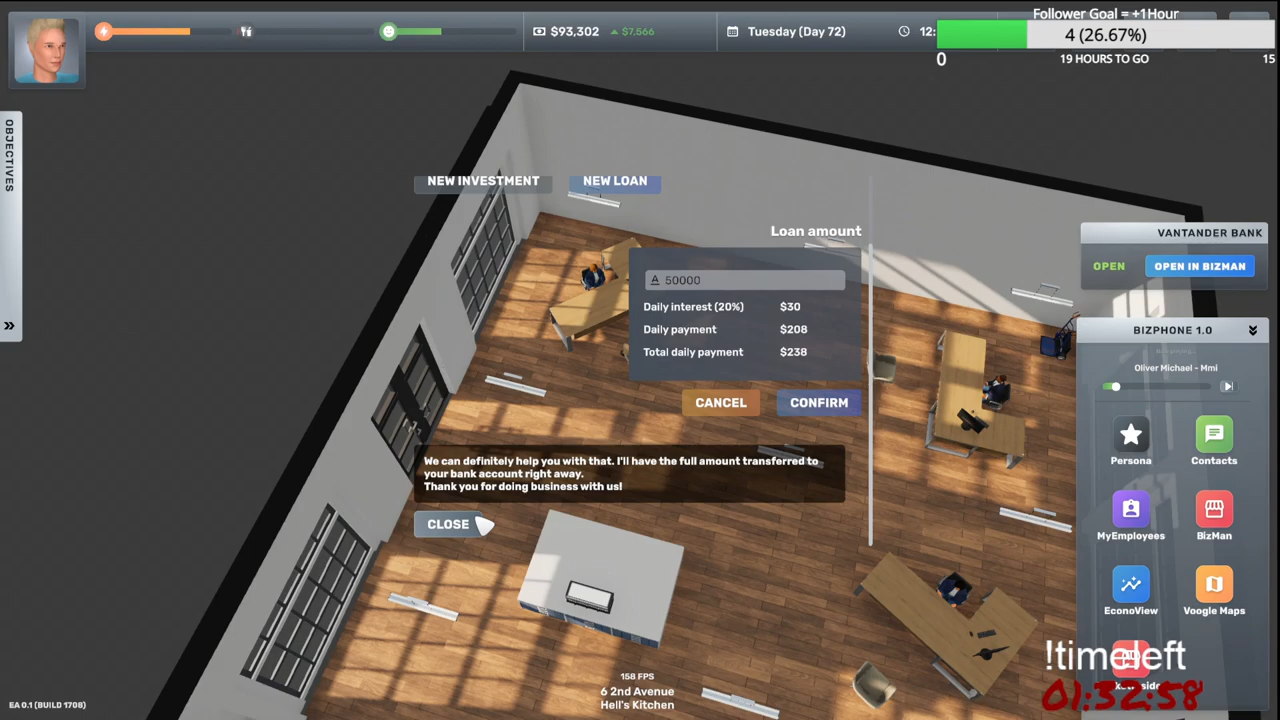 $93,302
$7,566
Tuesday (Day 72)
12:
Follower Goal = +1Hour
4 (26.67%)
0
19 HOURS TO GO
15
OBJECTIVES
NEW INVESTMENT
NEW LOAN
Loan amount
50000
Daily interest (20%) $30
Daily payment $208
Total daily payment $238
CANCEL
CONFIRM
We can definitely help you with that. I'll have the full amount transferred to
your bank account right away.
Thank you for doing business with us!
CLOSE
VANTANDER BANK
OPEN
OPEN IN BIZMAN
BIZPHONE 1.0
Oliver Michael - Mmi
Persona
Contacts
MyEmployees
BizMan
EconoView
Voogle Maps
!timeleft
01:32:58
158 FPS
6 2nd Avenue
Hell's Kitchen
EA 0.1 (BUILD 1708)